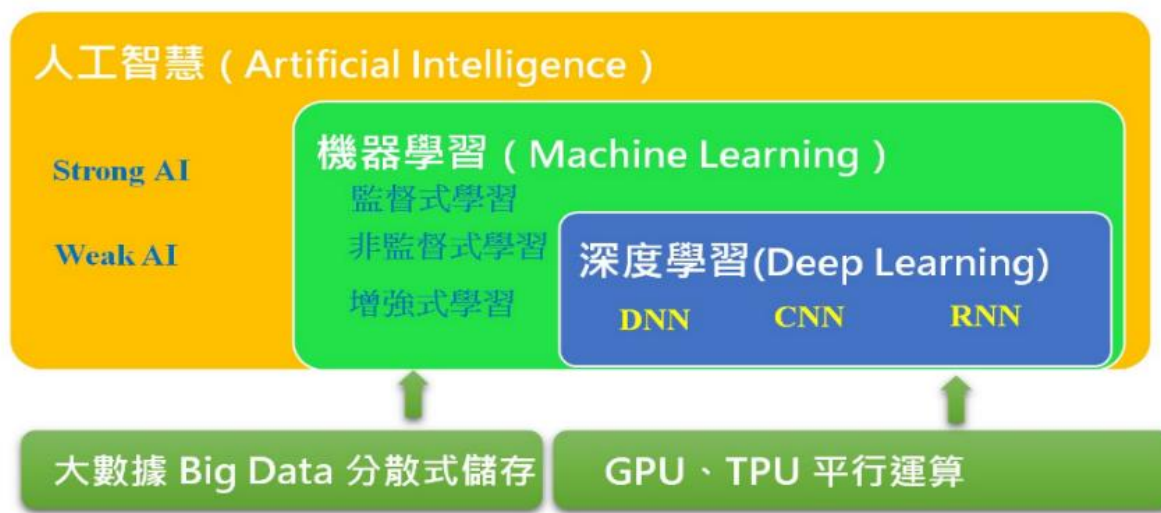 人工智慧 ( Artificial Intelligence )
Strong AI
Weak AI
機器學習 ( Machine Learning )
監督式學習
非監督式學習
增強式學習
深度學習(Deep Learning)
DNN CNN RNN
大數據 Big Data 分散式儲存
GPU、TPU 平行運算